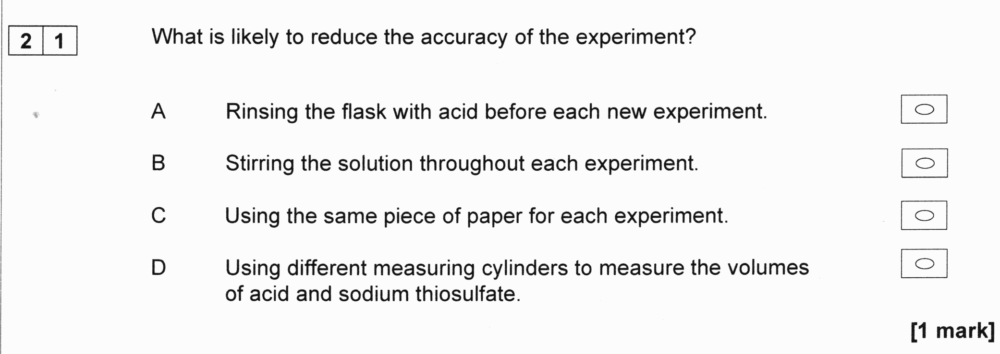 2 1 What is likely to reduce the accuracy of the experiment?
A Rinsing the flask with acid before each new experiment.
B Stirring the solution throughout each experiment.
C Using the same piece of paper for each experiment.
D Using different measuring cylinders to measure the volumes
of acid and sodium thiosulfate.
[1 mark]